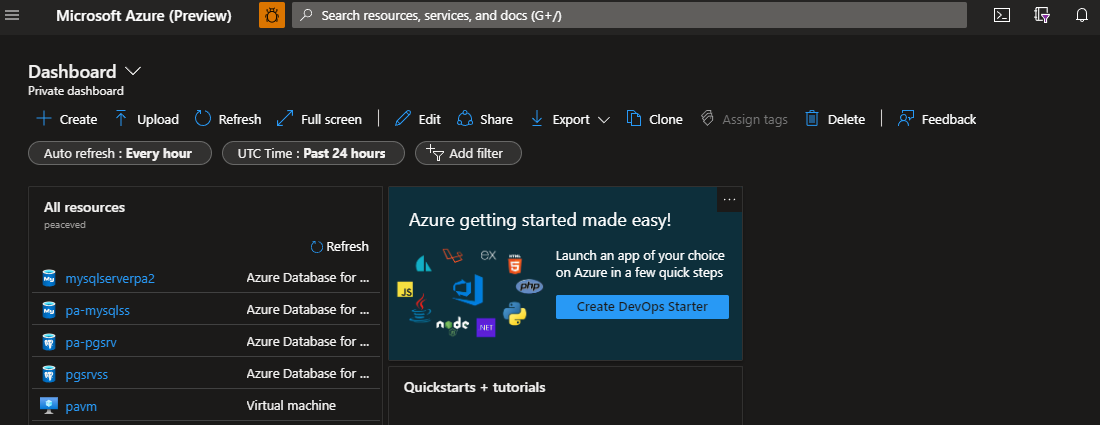 Microsoft Azure (Preview)
Search resources, services, and docs (G+/)
Dashboard
Private dashboard
Create Upload Refresh Full screen Edit Share Export Clone Assign tags Delete Feedback
Auto refresh : Every hour UTC Time : Past 24 hours Add filter
All resources
peaceved
Refresh
mysqlserverpa2 Azure Database for ...
pa-mysqlss Azure Database for ...
pa-pgsrv Azure Database for ...
pgsrvss Azure Database for ...
pavm Virtual machine
...
Azure getting started made easy!
ex
HTML
5
JS
php
Java
node
JS
.NET
Launch an app of your choice
on Azure in a few quick steps
Create DevOps Starter
Quickstarts + tutorials